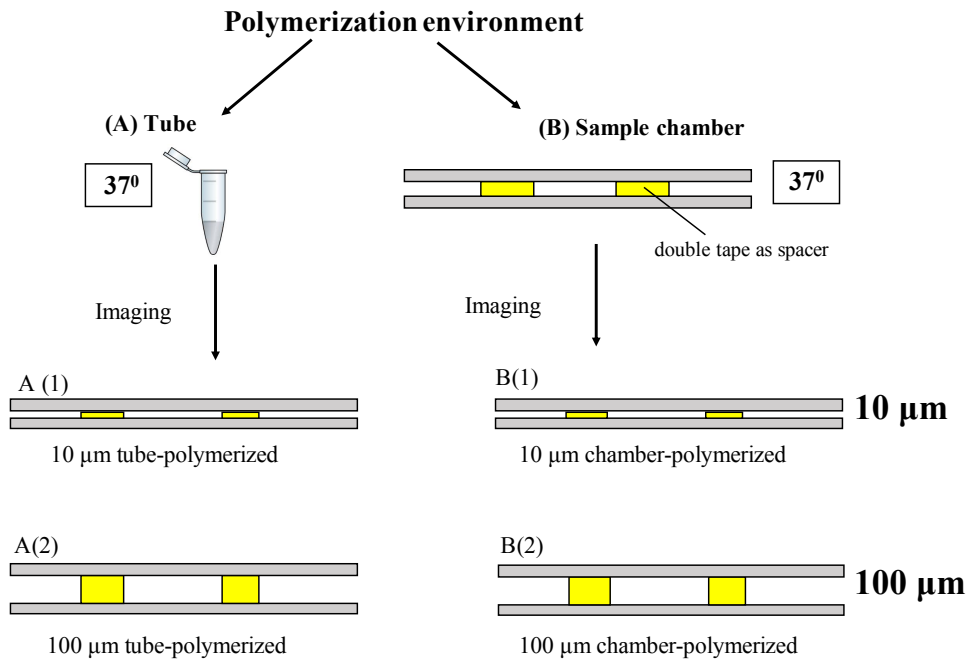 Polymerization environment
(A) Tube
(B) Sample chamber
37⁰
37⁰
double tape as spacer
Imaging
Imaging
A (1)
B(1)
10 μm
10 μm tube-polymerized
10 μm chamber-polymerized
A(2)
B(2)
100 μm
100 μm tube-polymerized
100 μm chamber-polymerized